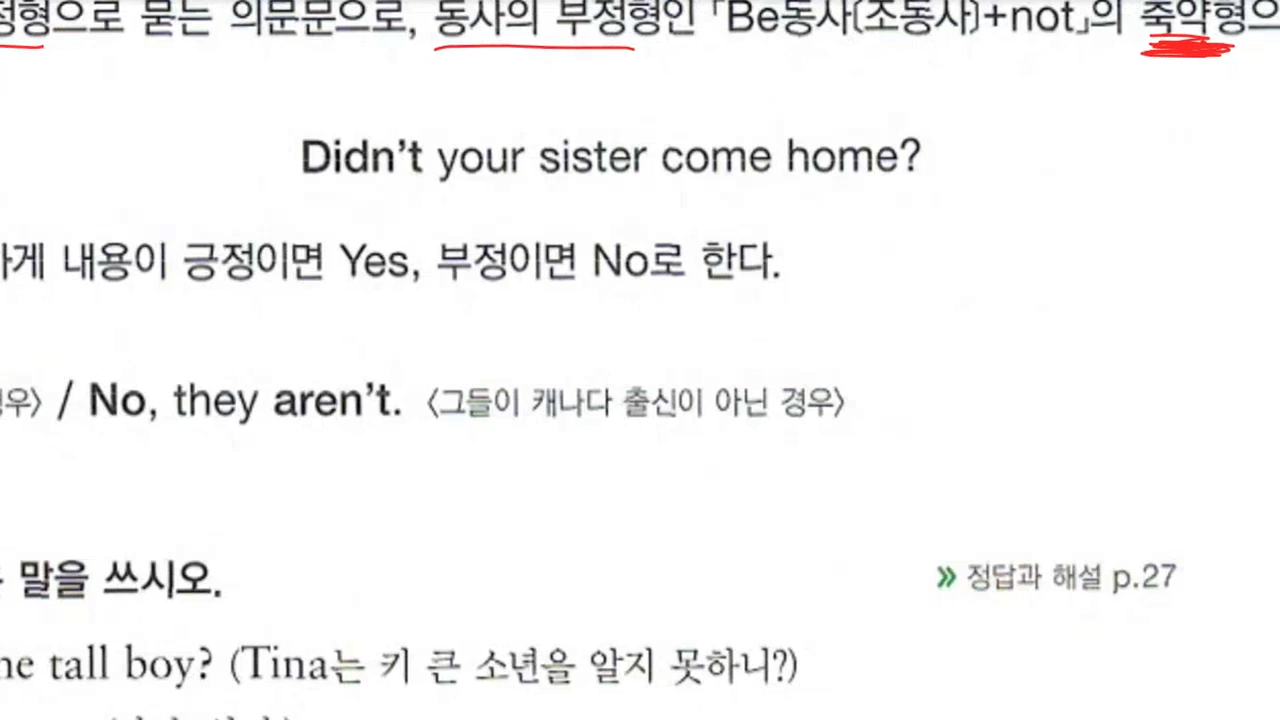 정형으로 묻는 의문문으로, 동사의 부정형인 「Be동사(조동사)+not」의 축약형으
Didn't your sister come home?
하게 내용이 긍정이면 Yes, 부정이면 No로 한다.
경우〉 / No, they aren't. 〈그들이 캐나다 출신이 아닌 경우〉
말을 쓰시오.
» 정답과 해설 p.27
he tall boy? (Tina는 키 큰 소년을 알지 못하니?)